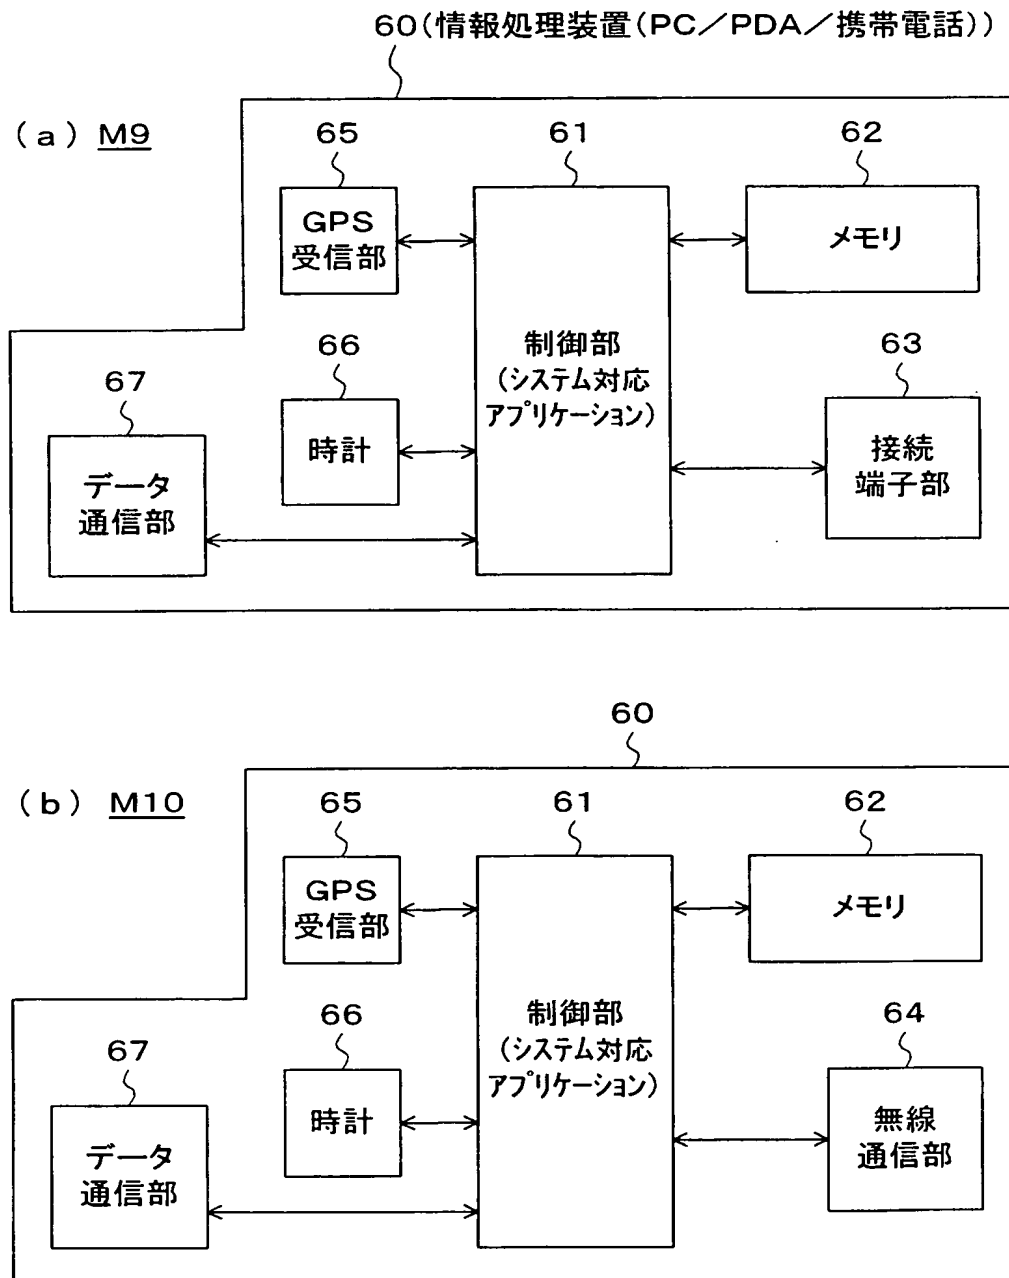 60(情報処理装置(PC/PDA/携帯電話))
(a) M9
65
61
62
GPS
受信部
メモリ
制御部
(システム対応
アプリケーション)
66
時計
63
接続
端子部
67
データ
通信部
60
(b) M10
65
61
62
GPS
受信部
メモリ
制御部
(システム対応
アプリケーション)
66
時計
64
無線
通信部
67
データ
通信部